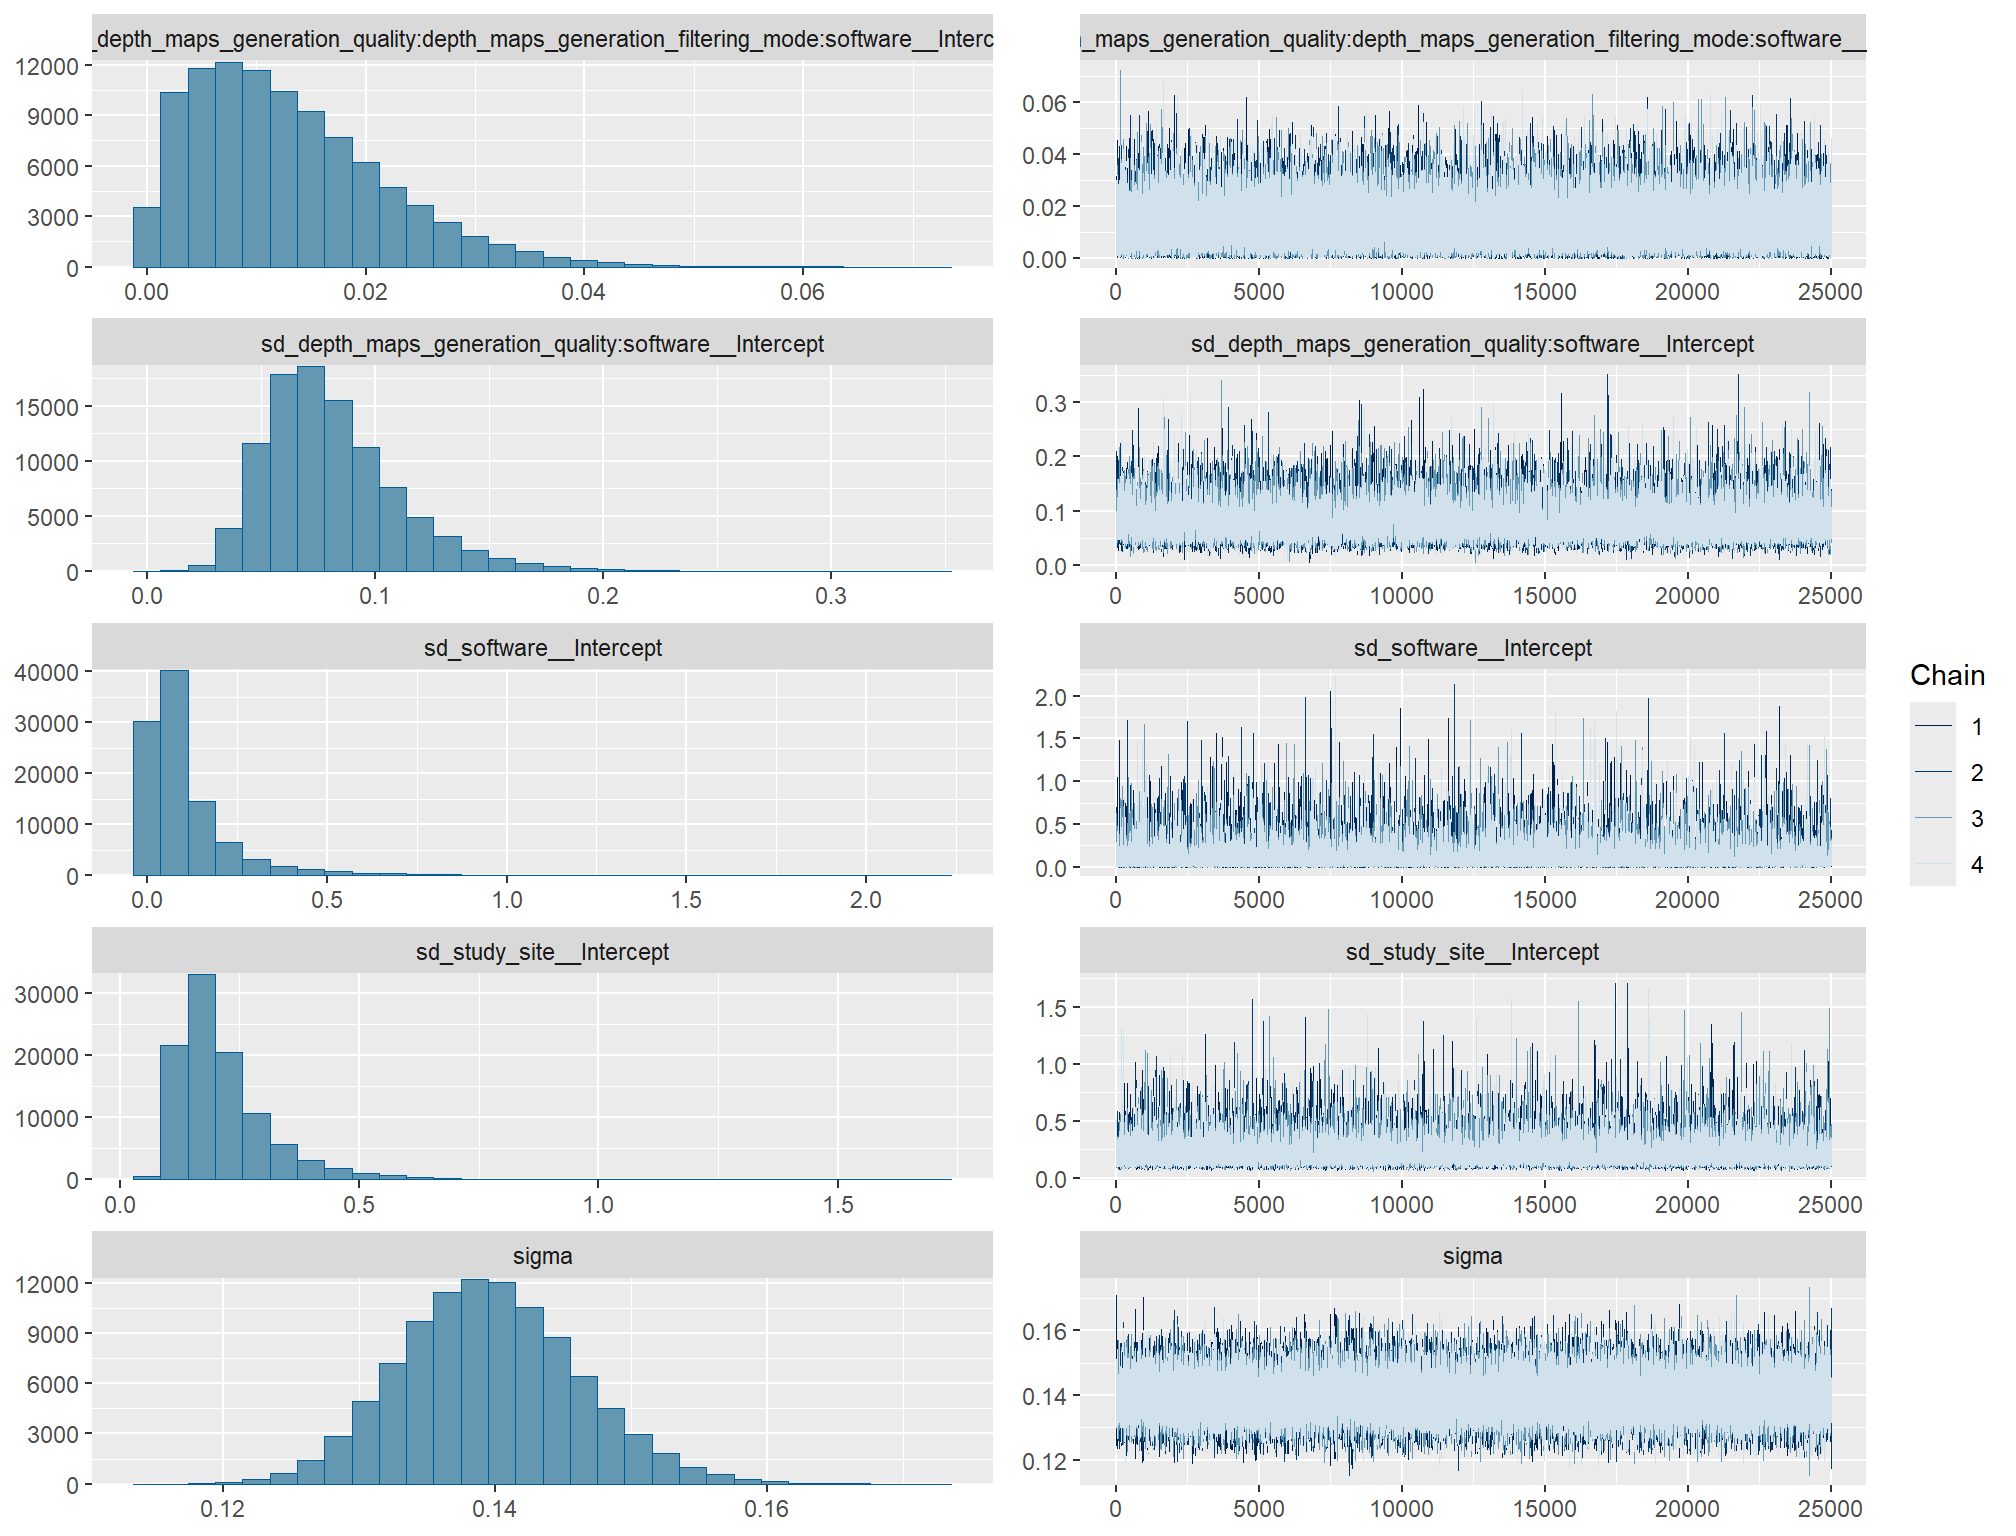 _depth_maps_generation_quality:depth_maps_generation_filtering_mode:software__Interc
12000
9000
6000
3000
0
0.00 0.02 0.04 0.06
_maps_generation_quality:depth_maps_generation_filtering_mode:software__
0.06
0.04
0.02
0.00
0 5000 10000 15000 20000 25000
sd_depth_maps_generation_quality:software__Intercept
15000
10000
5000
0
0.0 0.1 0.2 0.3
sd_depth_maps_generation_quality:software__Intercept
0.3
0.2
0.1
0.0
0 5000 10000 15000 20000 25000
sd_software__Intercept
40000
30000
20000
10000
0
0.0 0.5 1.0 1.5 2.0
sd_software__Intercept
2.0
1.5
1.0
0.5
0.0
0 5000 10000 15000 20000 25000
sd_study_site__Intercept
30000
20000
10000
0
0.0 0.5 1.0 1.5
sd_study_site__Intercept
1.5
1.0
0.5
0.0
0 5000 10000 15000 20000 25000
sigma
12000
9000
6000
3000
0
0.12 0.14 0.16
sigma
0.16
0.14
0.12
0 5000 10000 15000 20000 25000
Chain
1
2
3
4